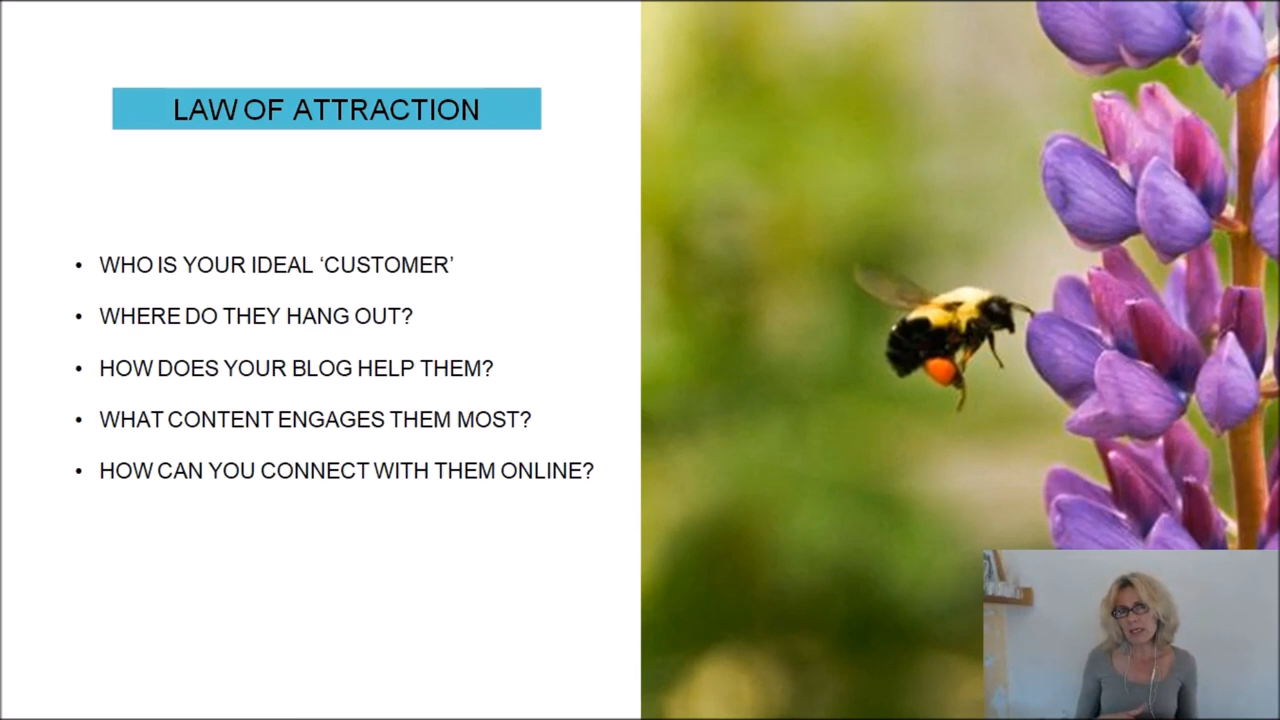 LAW OF ATTRACTION
• WHO IS YOUR IDEAL ‘CUSTOMER’
• WHERE DO THEY HANG OUT?
• HOW DOES YOUR BLOG HELP THEM?
• WHAT CONTENT ENGAGES THEM MOST?
• HOW CAN YOU CONNECT WITH THEM ONLINE?